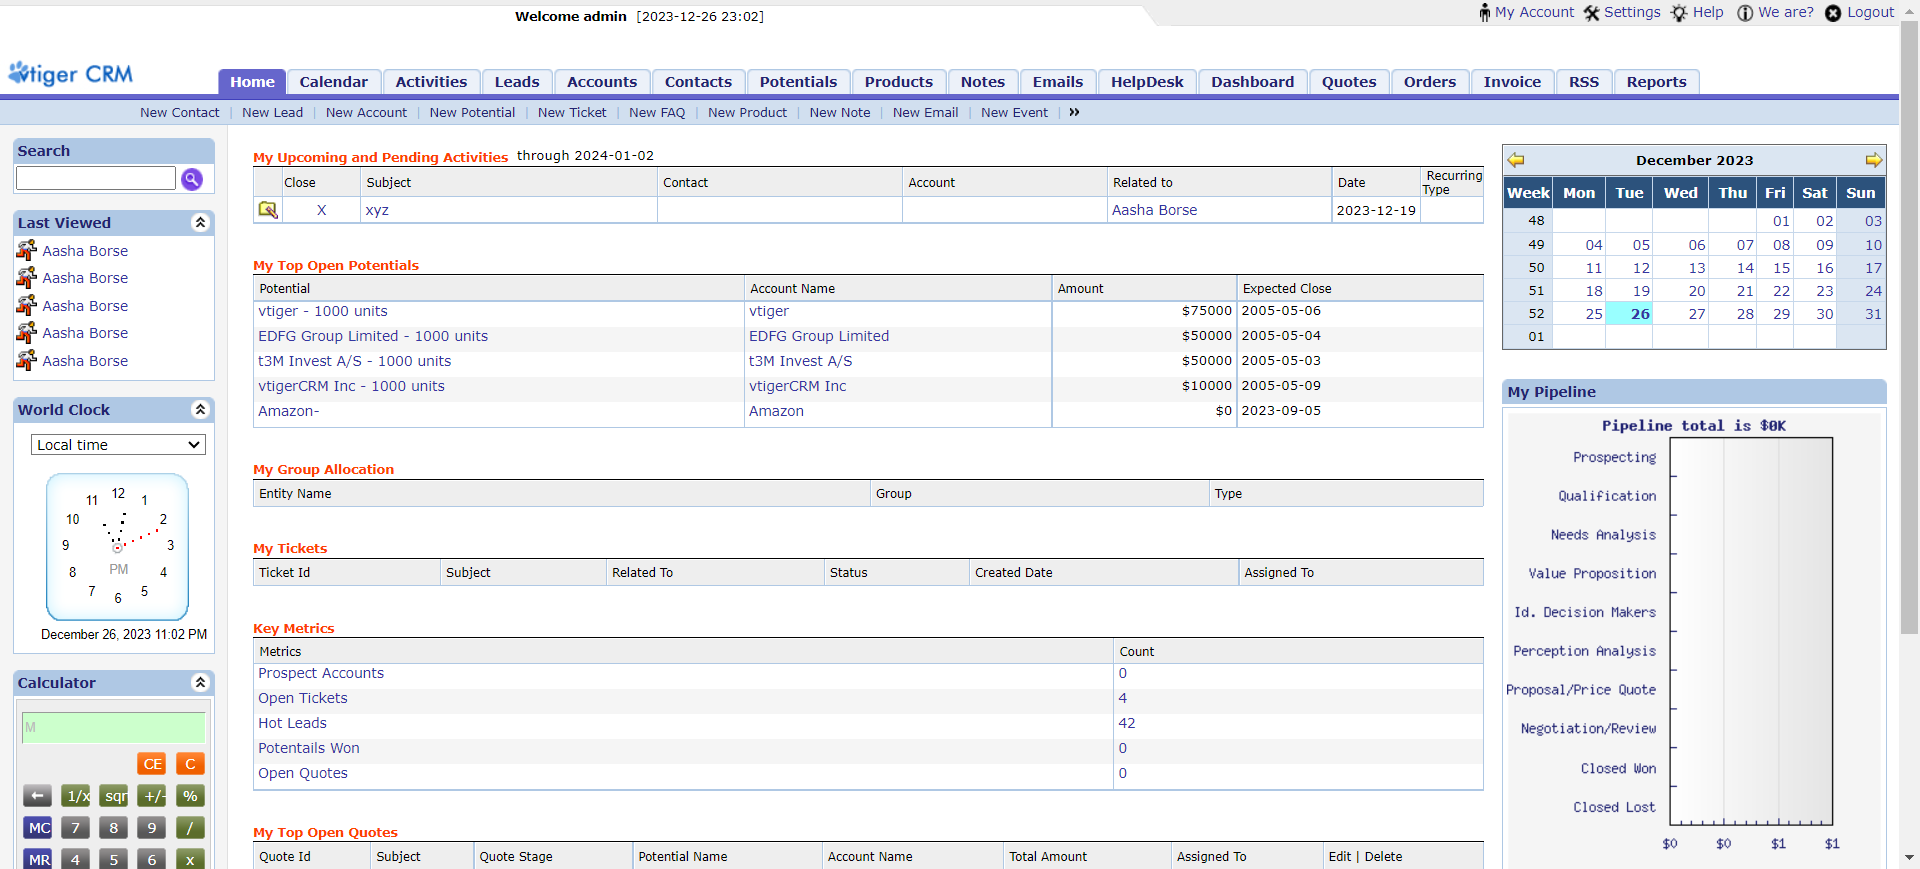 Welcome admin [2023-12-26 23:02]
My Account Settings Help We are? Logout
vtiger CRM
Home Calendar Activities Leads Accounts Contacts Potentials Products Notes Emails HelpDesk Dashboard Quotes Orders Invoice RSS Reports
New Contact | New Lead | New Account | New Potential | New Ticket | New FAQ | New Product | New Note | New Email | New Event | »
Search
Last Viewed
Aasha Borse
Aasha Borse
Aasha Borse
Aasha Borse
Aasha Borse
World Clock
Local time
12
11 1
10 2
9 3
PM
8 4
7 5
6
December 26, 2023 11:02 PM
Calculator
M
CE C
← 1/x sqr +/- %
MC 7 8 9 /
MR 4 5 6 x
My Upcoming and Pending Activities through 2024-01-02
Close Subject Contact Account Related to Date Recurring Type
X xyz Aasha Borse 2023-12-19
My Top Open Potentials
Potential Account Name Amount Expected Close
vtiger - 1000 units vtiger $75000 2005-05-06
EDFG Group Limited - 1000 units EDFG Group Limited $50000 2005-05-04
t3M Invest A/S - 1000 units t3M Invest A/S $50000 2005-05-03
vtigerCRM Inc - 1000 units vtigerCRM Inc $10000 2005-05-09
Amazon- Amazon $0 2023-09-05
My Group Allocation
Entity Name Group Type
My Tickets
Ticket Id Subject Related To Status Created Date Assigned To
Key Metrics
Metrics Count
Prospect Accounts 0
Open Tickets 4
Hot Leads 42
Potentails Won 0
Open Quotes 0
My Top Open Quotes
Quote Id Subject Quote Stage Potential Name Account Name Total Amount Assigned To Edit | Delete
December 2023
Week Mon Tue Wed Thu Fri Sat Sun
48 01 02 03
49 04 05 06 07 08 09 10
50 11 12 13 14 15 16 17
51 18 19 20 21 22 23 24
52 25 26 27 28 29 30 31
01
My Pipeline
Pipeline total is $0K
Prospecting
Qualification
Needs Analysis
Value Proposition
Id. Decision Makers
Perception Analysis
Proposal/Price Quote
Negotiation/Review
Closed Won
Closed Lost
$0 $0 $1 $1